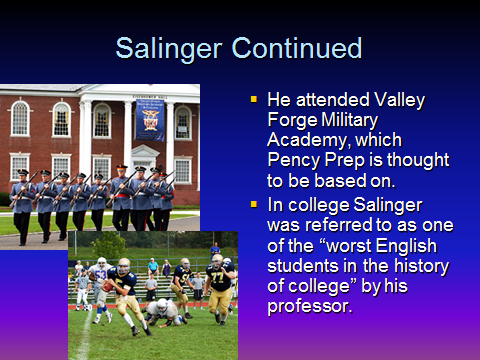 Salinger Continued
He attended Valley
Forge Military
Academy, which
Pency Prep is thought
to be based on.
In college Salinger
was referred to as one
of the “worst English
students in the history
of college” by his
professor.
77